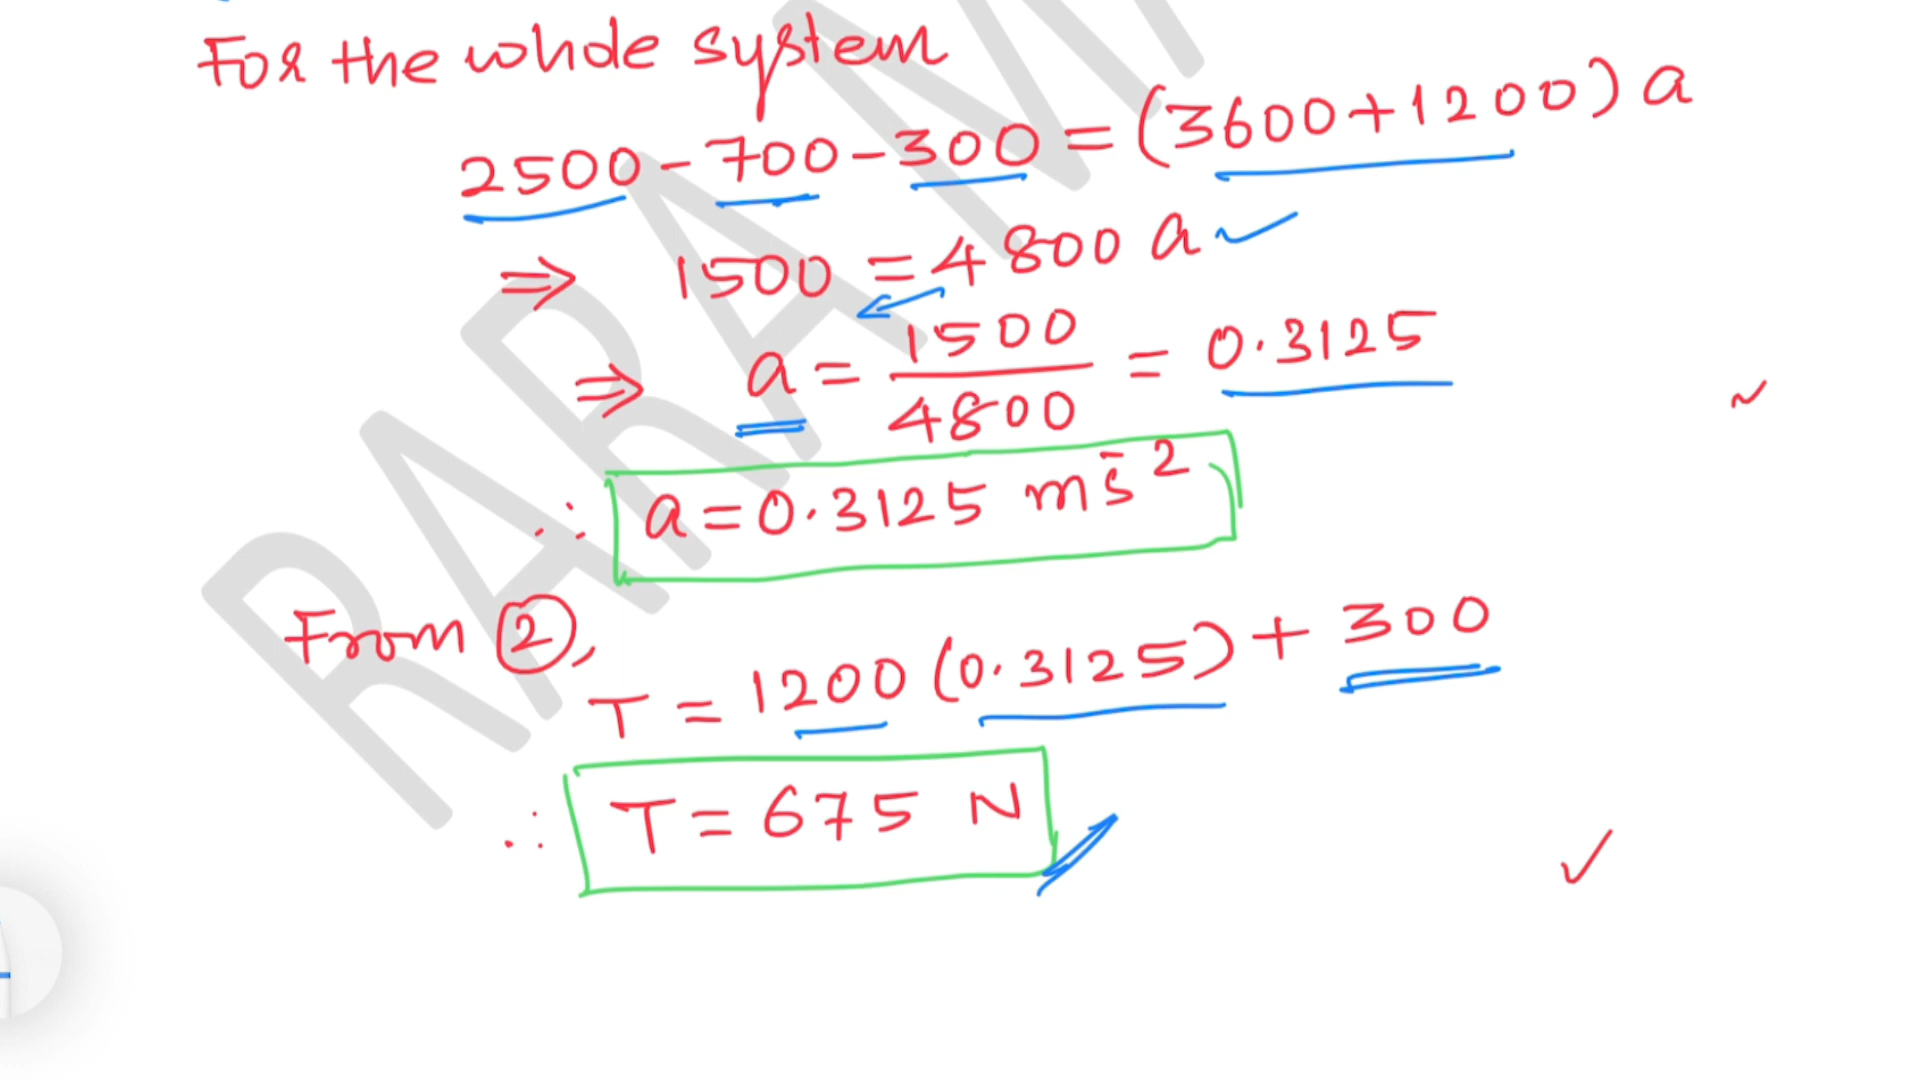 For the whole system
2500 - 700 - 300 = (3600 + 1200) a
⇒ 1500 = 4800 a
⇒ a = 1500/4800 = 0.3125
∴ a = 0.3125 ms⁻²
From ②,
T = 1200 (0.3125) + 300
∴ T = 675 N